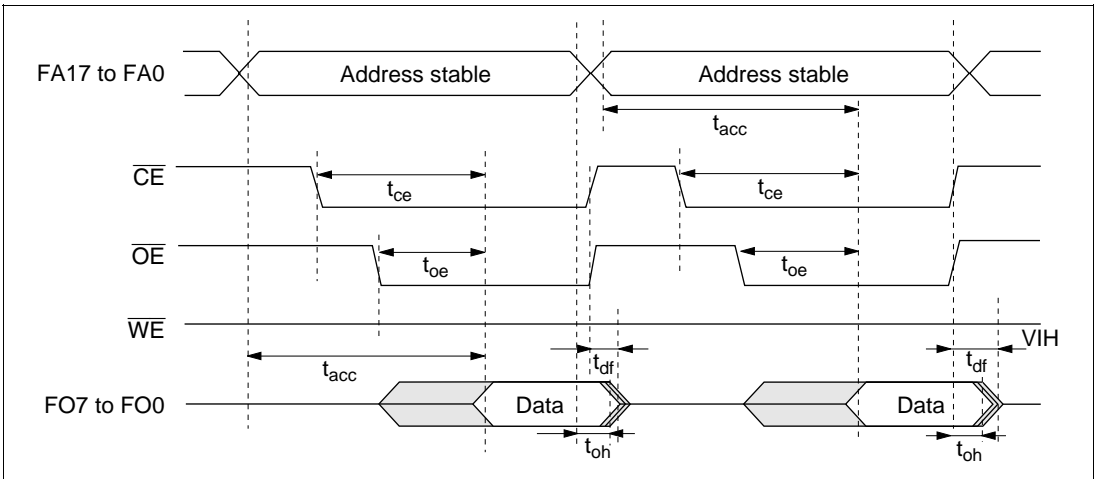 FA17 to FA0
Address stable
Address stable
tacc
CE
tce
tce
OE
toe
toe
WE
VIH
tacc
tdf
tdf
FO7 to FO0
Data
Data
toh
toh